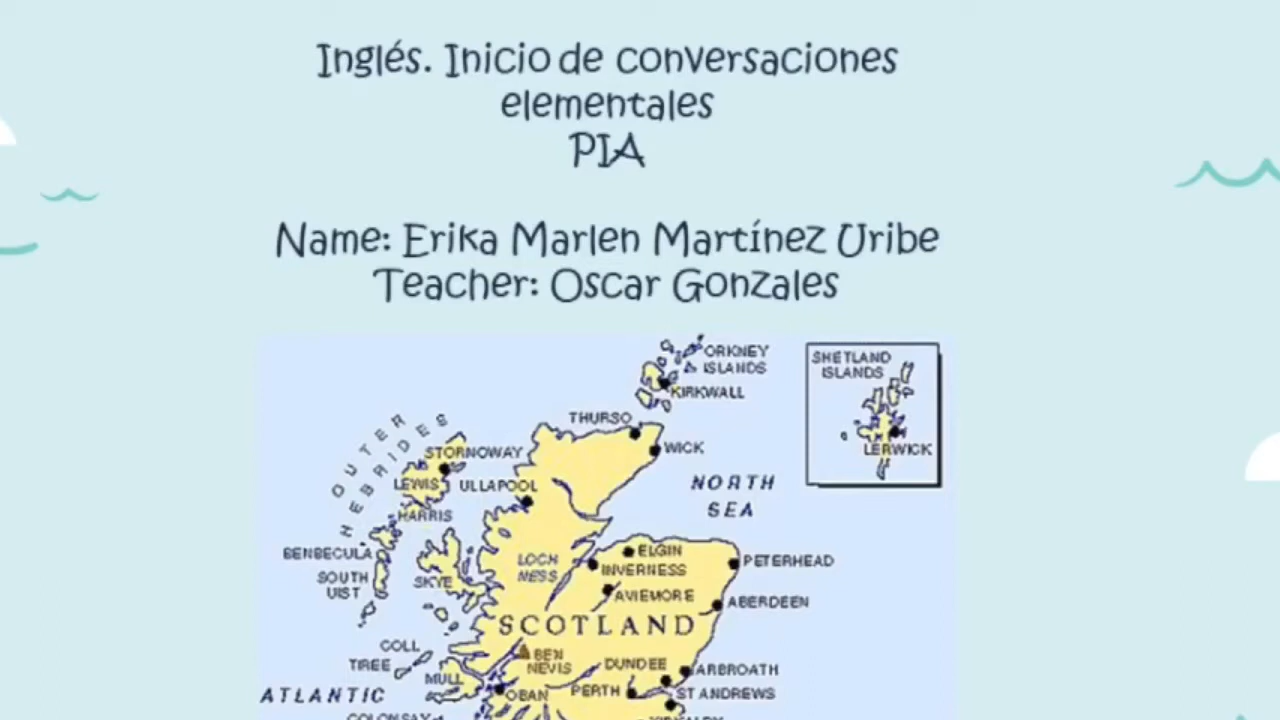 Inglés. Inicio de conversaciones
elementales
PIA
Name: Erika Marlen Martínez Uribe
Teacher: Oscar Gonzales
ORKNEY
ISLANDS
KIRKWALL
SHETLAND
ISLANDS
LERWICK
THURSO
WICK
OUTER
HEBRIDES
STORNOWAY
LEWIS
ULLAPOOL
HARRIS
NORTH
SEA
BENBECULA
SOUTH
UIST
SKYE
LOCH
NESS
ELGIN
INVERNESS
PETERHEAD
AVIEMORE
ABERDEEN
SCOTLAND
COLL
TIREE
MULL
BEN
NEVIS
DUNDEE
ARBROATH
ATLANTIC
OBAN
PERTH
ST ANDREWS
COLONSAY